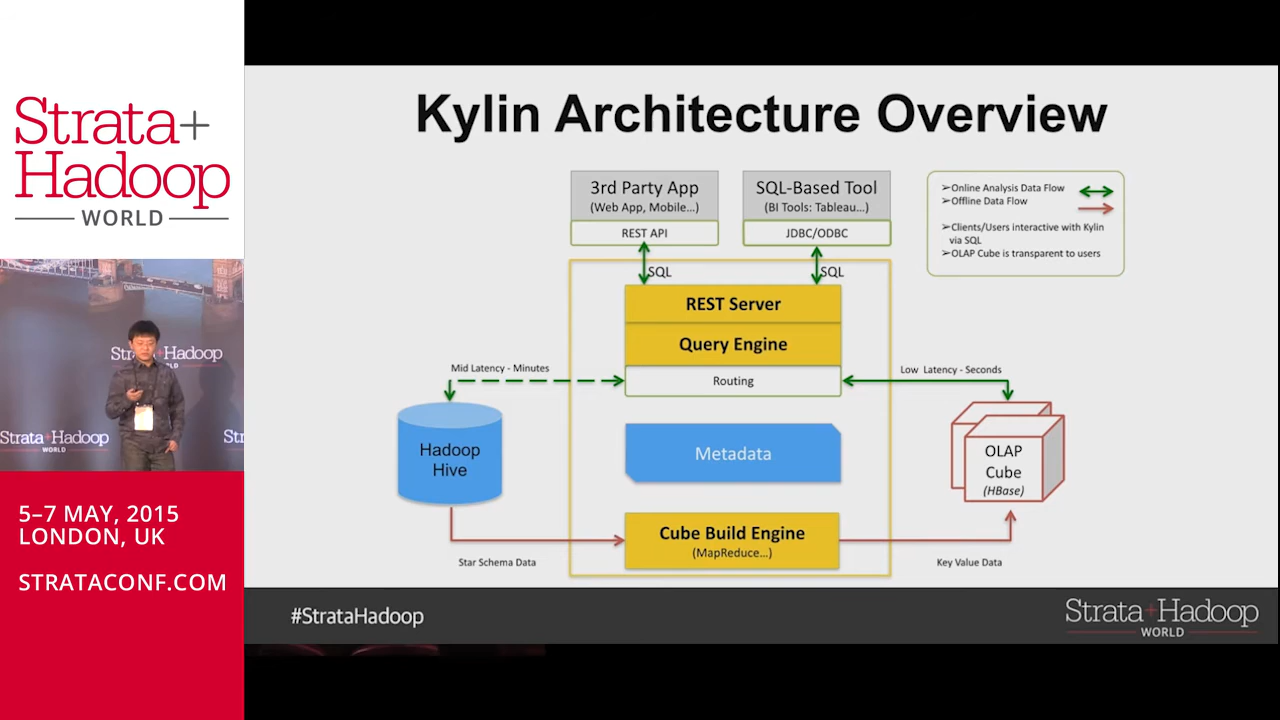 Strata+
Hadoop
WORLD
Strata+Hadoop
WORLD
Strata+Hadoop
WORLD
St
5–7 MAY, 2015
LONDON, UK
STRATACONF.COM
Kylin Architecture Overview
3rd Party App
(Web App, Mobile...)
REST API
SQL-Based Tool
(BI Tools: Tableau...)
JDBC/ODBC
➢Online Analysis Data Flow
➢Offline Data Flow
➢Clients/Users interactive with Kylin
via SQL
➢OLAP Cube is transparent to users
SQL
SQL
REST Server
Query Engine
Routing
Mid Latency - Minutes
Low Latency - Seconds
Hadoop
Hive
Metadata
OLAP
Cube
(HBase)
Cube Build Engine
(MapReduce...)
Star Schema Data
Key Value Data
#StrataHadoop
Strata+Hadoop
WORLD